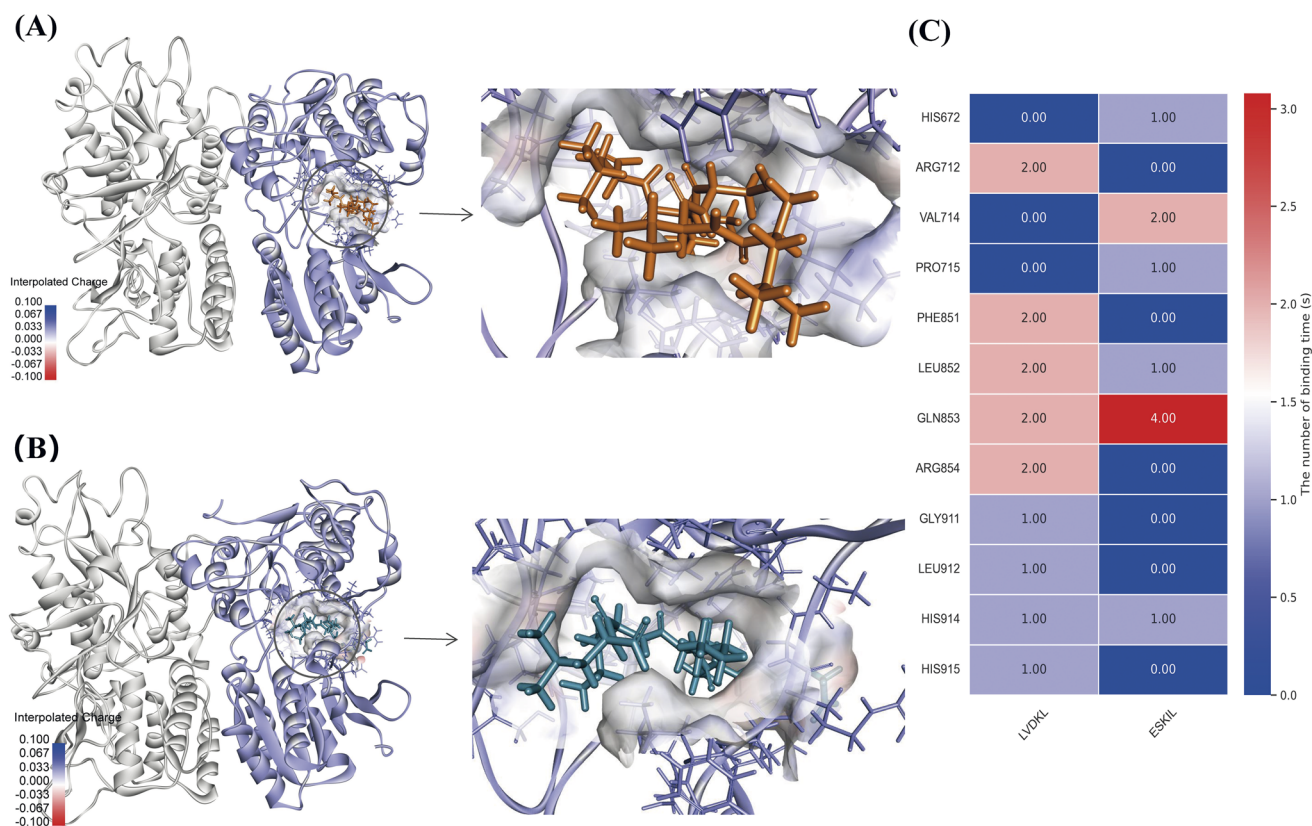 (A)
Interpolated Charge
0.100
0.067
0.033
0.000
-0.033
-0.067
-0.100
(B)
Interpolated Charge
0.100
0.067
0.033
0.000
-0.033
-0.067
-0.100
(C)
HIS672 0.00 1.00
ARG712 2.00 0.00
VAL714 0.00 2.00
PRO715 0.00 1.00
PHE851 2.00 0.00
LEU852 2.00 1.00
GLN853 2.00 4.00
ARG854 2.00 0.00
GLY911 1.00 0.00
LEU912 1.00 0.00
HIS914 1.00 1.00
HIS915 1.00 0.00
LVDKL ESKIL
3.0
2.5
2.0
1.5
1.0
0.5
0.0
The number of binding time (s)